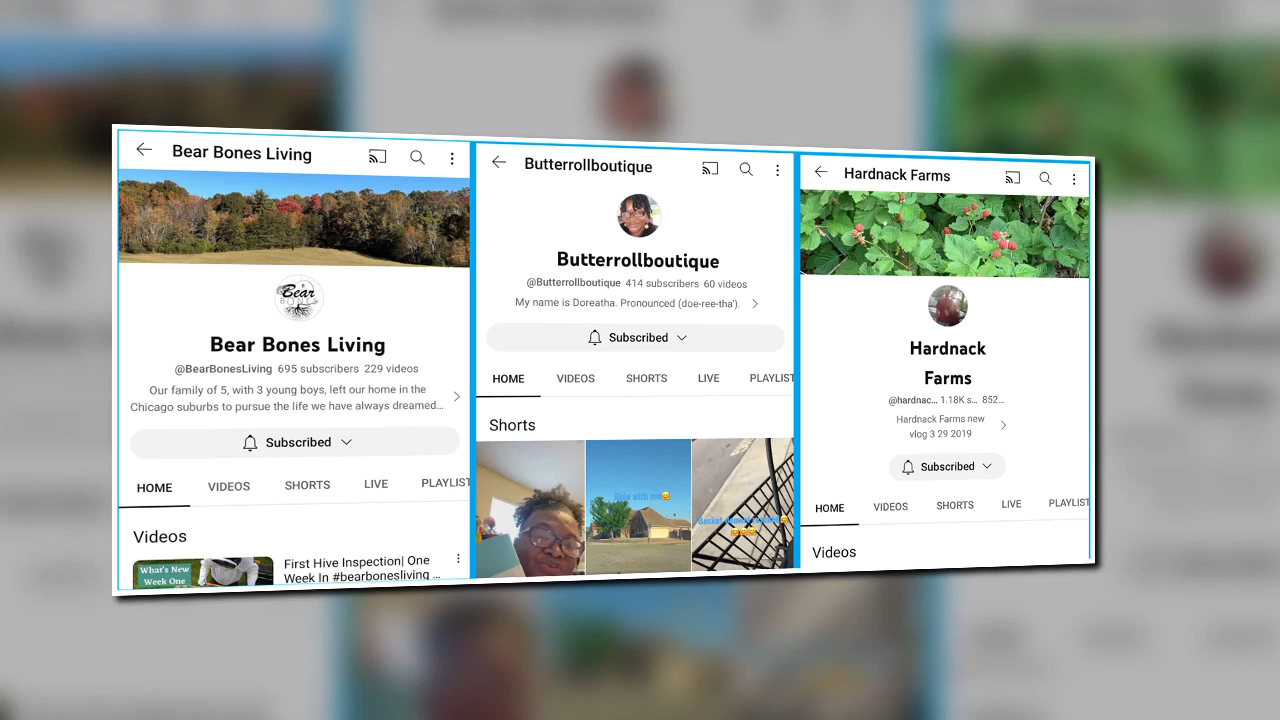 Bear Bones Living
Bear
BONES
Bear Bones Living
@BearBonesLiving 695 subscribers 229 videos
Our family of 5, with 3 young boys, left our home in the
Chicago suburbs to pursue the life we have always dreamed...
Subscribed
HOME VIDEOS SHORTS LIVE PLAYLIST
Videos
What's New
Week One
First Hive Inspection| One
Week In #bearbonesliving ...
Butterrollboutique
Butterrollboutique
@Butterrollboutique 414 subscribers 60 videos
My name is Doreatha. Pronounced (doe-ree-tha').
Subscribed
HOME VIDEOS SHORTS LIVE PLAYLIST
Shorts
Ride with me
Basket
Hardnack Farms
Hardnack
Farms
@hardnac... 1.18K s... 852...
Hardnack Farms new
vlog 3 29 2019
Subscribed
HOME VIDEOS SHORTS LIVE PLAYLIST
Videos